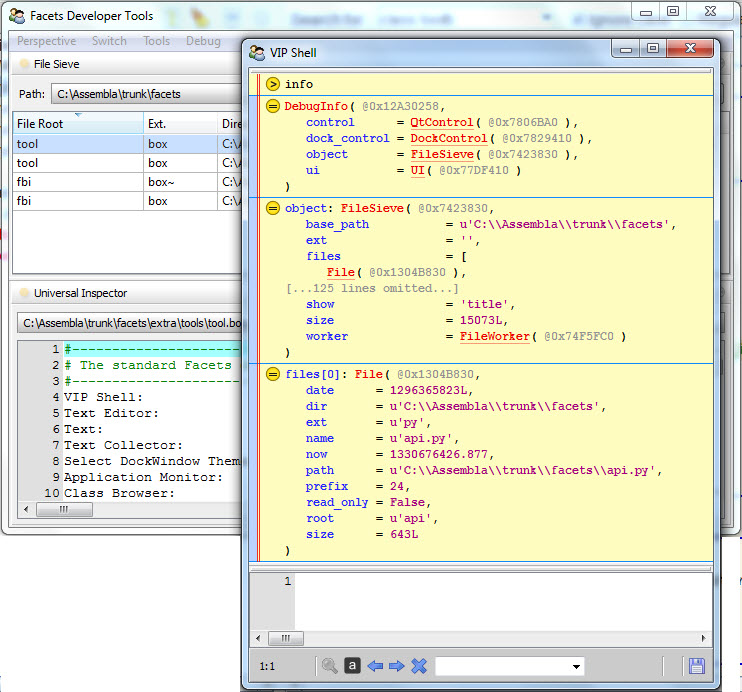 Facets Developer Tools
Perspective Switch Tools Debug
File Sieve
Path: C:\Assembla\trunk\facets
File Root Ext.
tool box C:\
tool box C:\
fbi box~ C:\
fbi box C:\
Universal Inspector
C:\Assembla\trunk\facets\extra\tools\tool.bo
1 #-------------------------
2 # The standard Facets
3 #-------------------------
4 VIP Shell:
5 Text Editor:
6 Text:
7 Text Collector:
8 Select DockWindow Them
9 Application Monitor:
10 Class Browser:
VIP Shell
info
DebugInfo( @0x12A30258,
control = QtControl( @0x7806BA0 ),
dock_control = DockControl( @0x7829410 ),
object = FileSieve( @0x7423830 ),
ui = UI( @0x77DF410 )
)
object: FileSieve( @0x7423830,
base_path = u'C:\\Assembla\\trunk\\facets',
ext = '',
files = [
File( @0x1304B830 ),
[...125 lines omitted...]
show = 'title',
size = 15073L,
worker = FileWorker( @0x74F5FC0 )
)
files[0]: File( @0x1304B830,
date = 1296365823L,
dir = u'C:\\Assembla\\trunk\\facets',
ext = u'py',
name = u'api.py',
now = 1330676426.877,
path = u'C:\\Assembla\\trunk\\facets\\api.py',
prefix = 24,
read_only = False,
root = u'api',
size = 643L
)
1
1:1 a